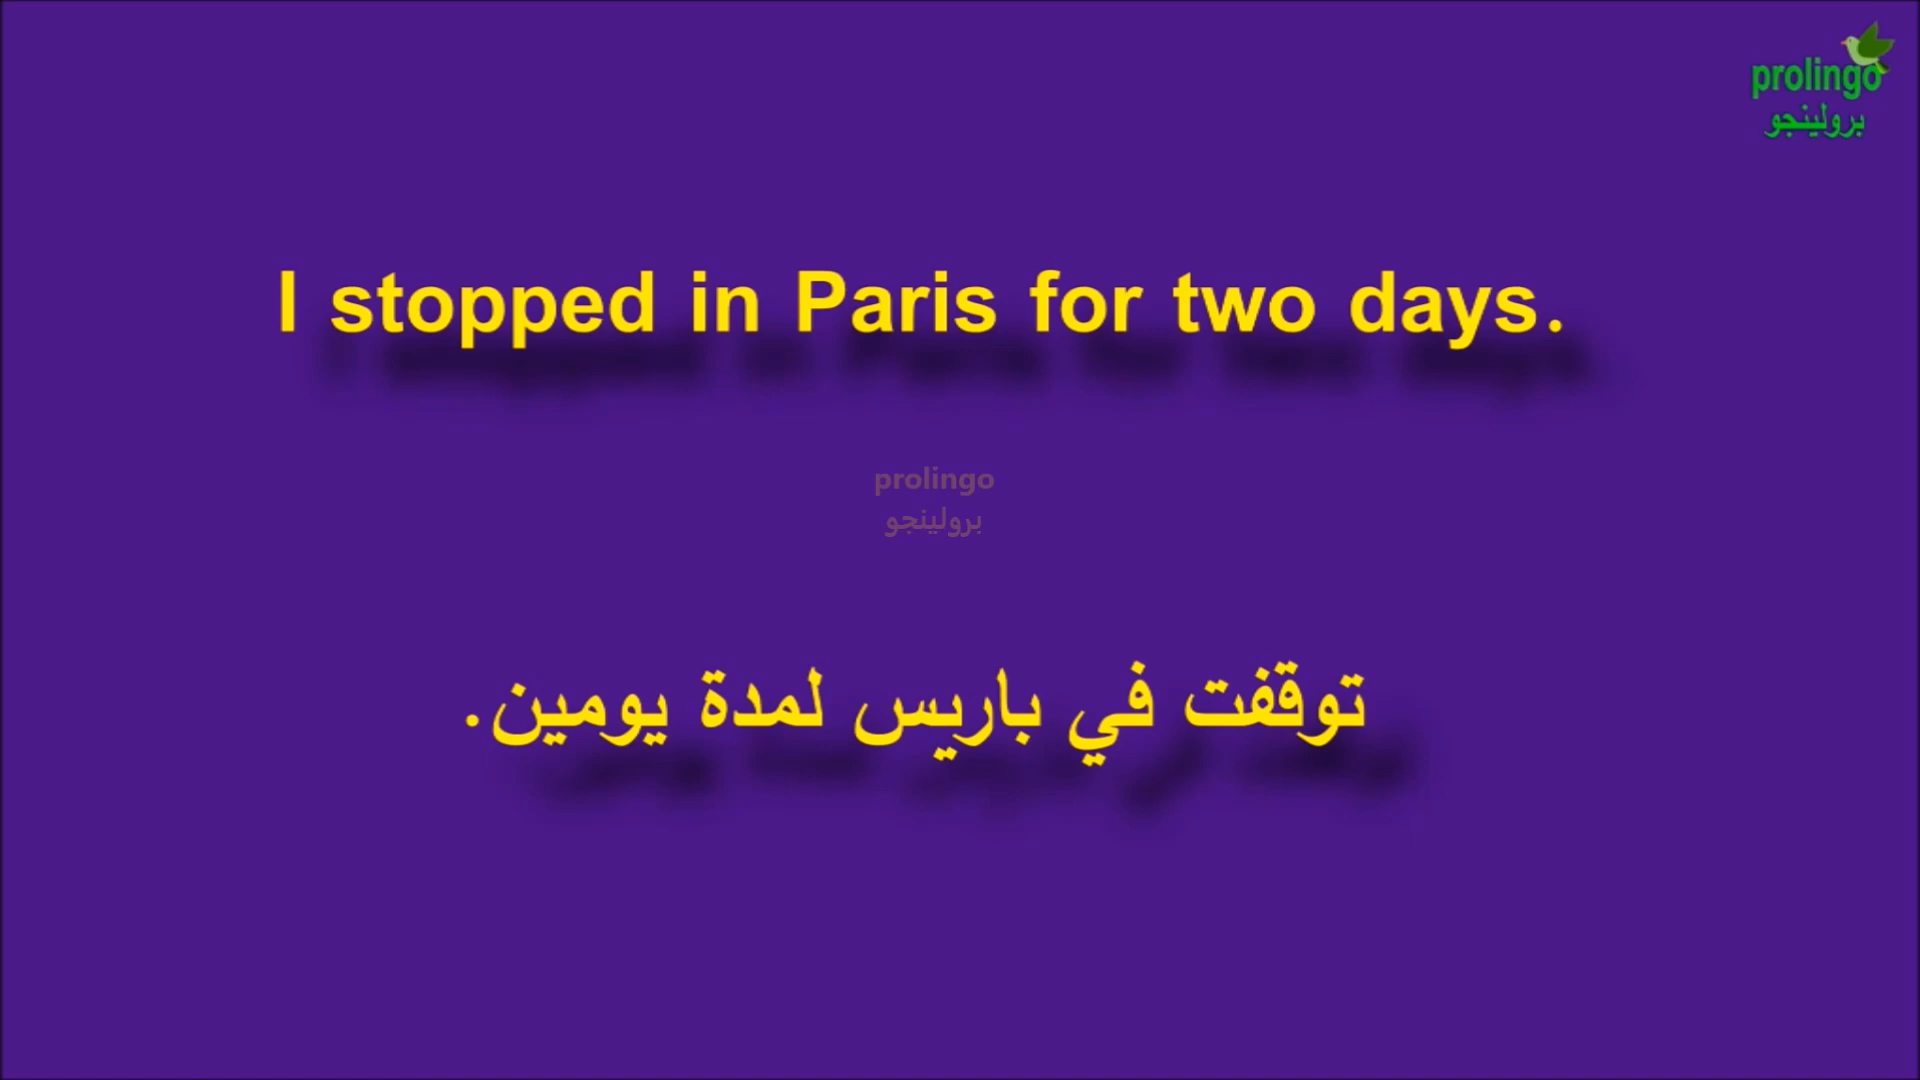 prolingo
برولينجو
I stopped in Paris for two days.
prolingo
برولينجو
توقفت في باريس لمدة يومين.